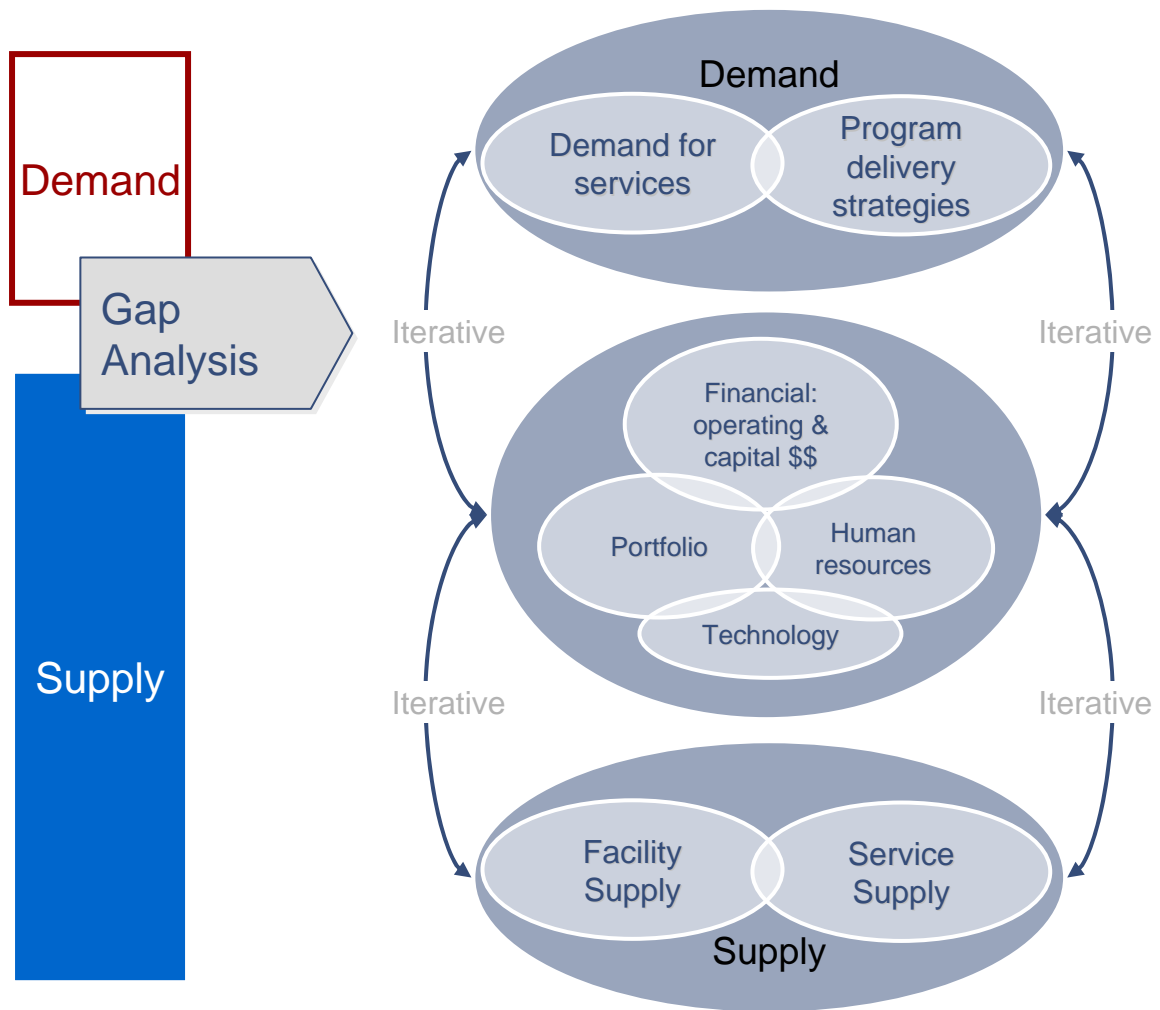 Demand
Gap
Analysis
Supply
Demand
Demand for
services
Program
delivery
strategies
Iterative
Iterative
Financial:
operating &
capital $$
Portfolio
Human
resources
Technology
Iterative
Iterative
Facility
Supply
Service
Supply
Supply